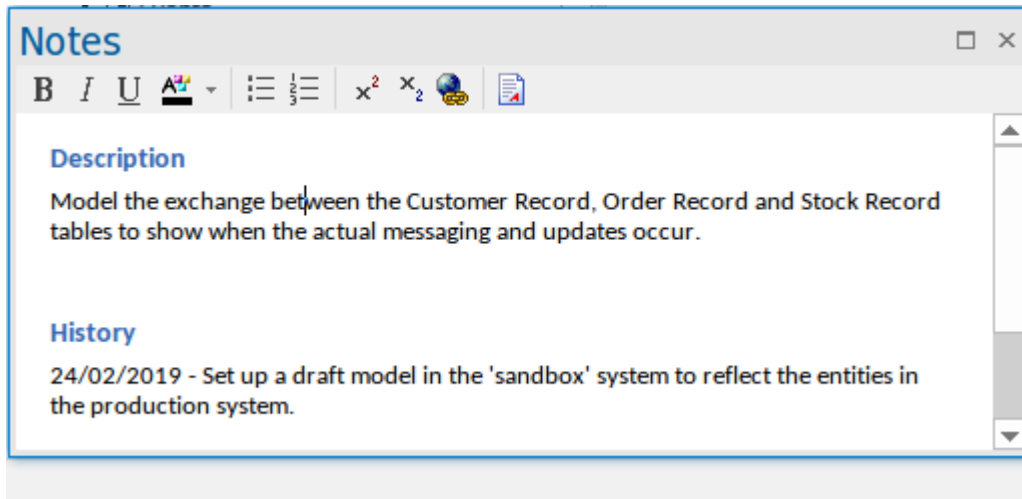 Notes
B I U A x² x₂
Description
Model the exchange between the Customer Record, Order Record and Stock Record
tables to show when the actual messaging and updates occur.
History
24/02/2019 - Set up a draft model in the 'sandbox' system to reflect the entities in
the production system.